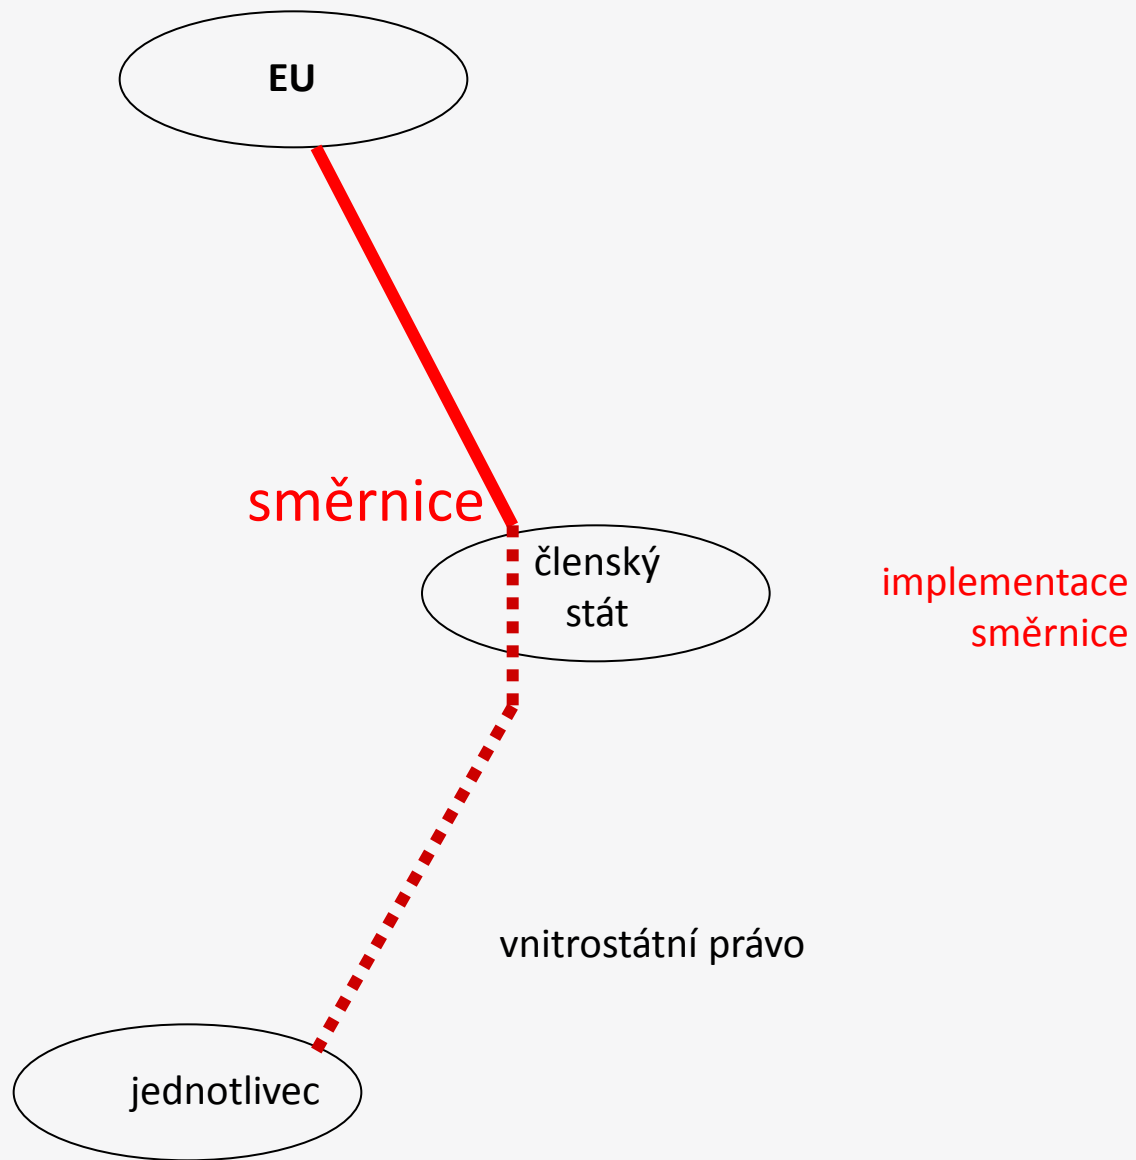 EU
směrnice
členský
stát
implementace
směrnice
vnitrostátní právo
jednotlivec